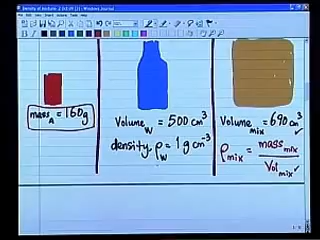 mass_A = 160g
Volume_W = 500 cm³
density, ρ_W = 1 g cm⁻³
Volume_mix = 690 cm³ ✓
ρ_mix = mass_mix / Vol_mix ✓